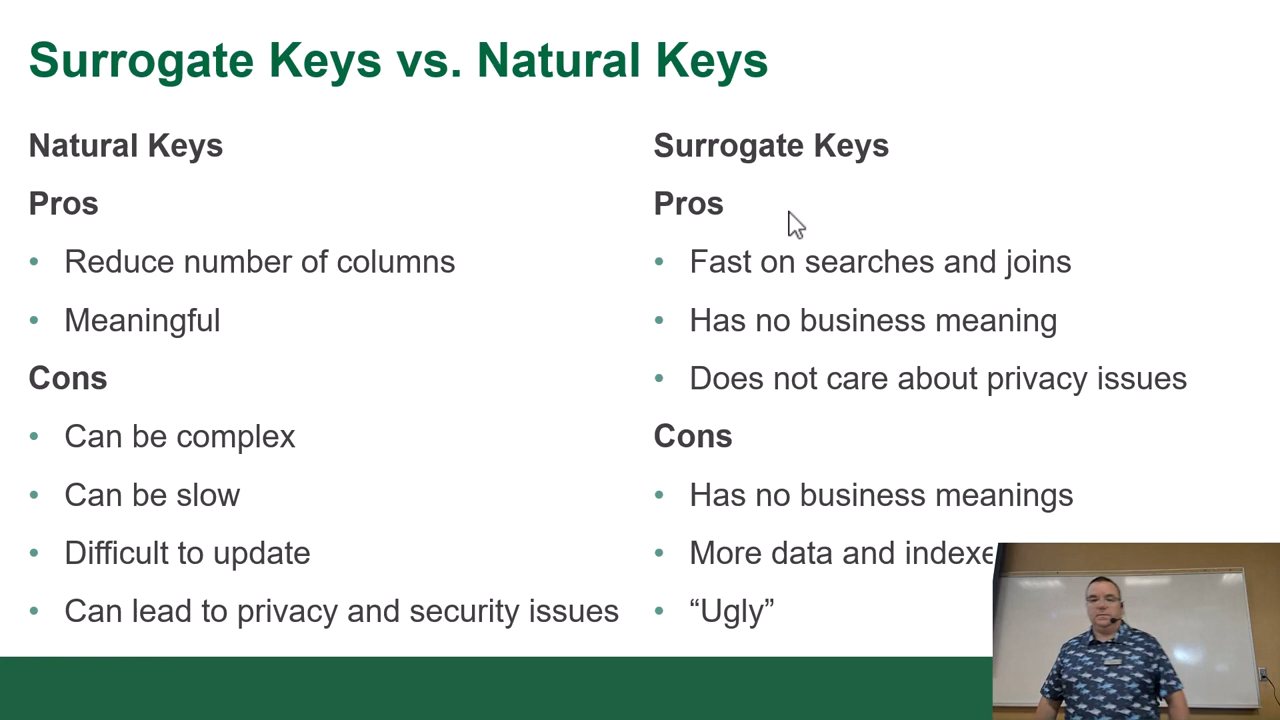 Surrogate Keys vs. Natural Keys
Natural Keys
Pros
• Reduce number of columns
• Meaningful
Cons
• Can be complex
• Can be slow
• Difficult to update
• Can lead to privacy and security issues
Surrogate Keys
Pros
• Fast on searches and joins
• Has no business meaning
• Does not care about privacy issues
Cons
• Has no business meanings
• More data and indexe
• “Ugly”